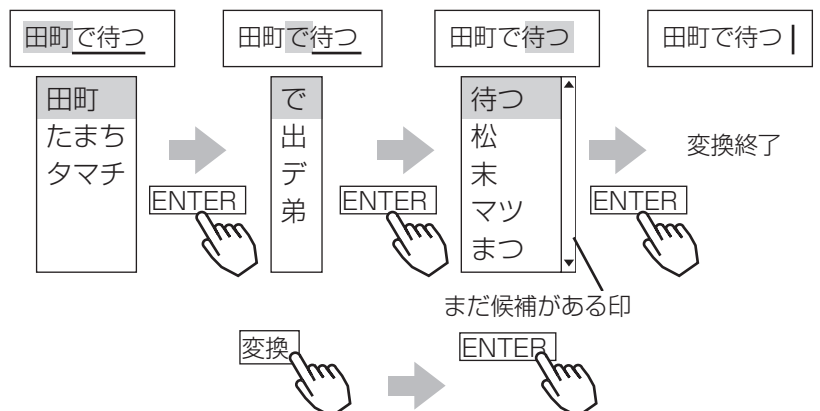 田町で待つ
田町で待つ
田町で待つ
田町で待つ
田町
たまち
タマチ
で
出
デ
弟
待つ
松
末
マツ
まつ
変換終了
ENTER
ENTER
ENTER
まだ候補がある印
変換
ENTER